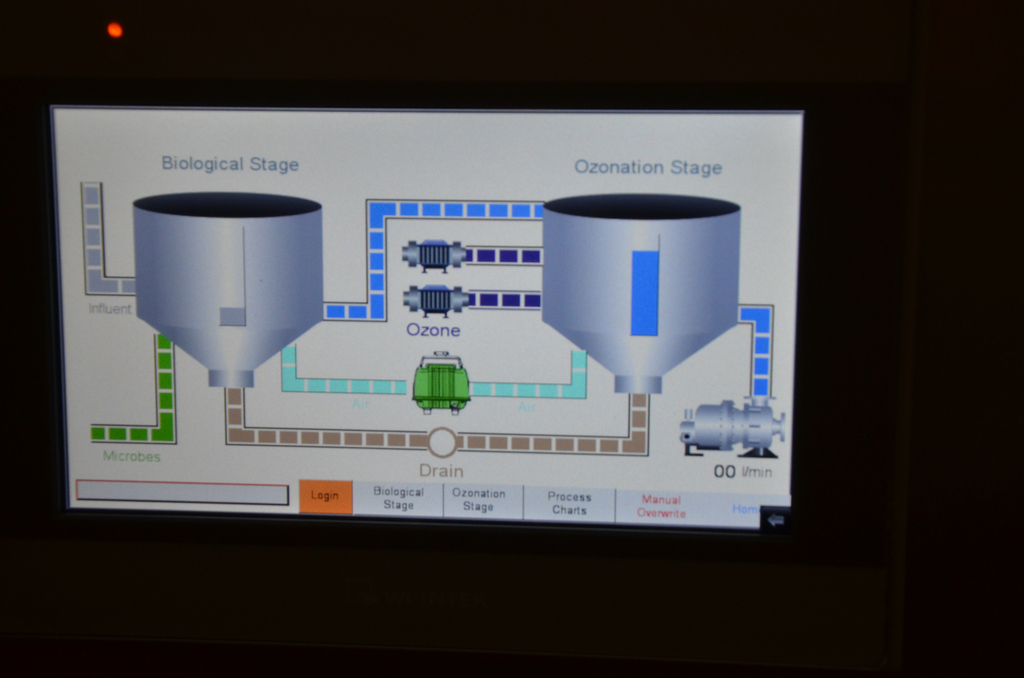 Biological Stage
Ozonation Stage
Influent
Ozone
Air
Air
Microbes
Drain
00 l/min
Login
Biological
Stage
Ozonation
Stage
Process
Charts
Manual
Overwrite